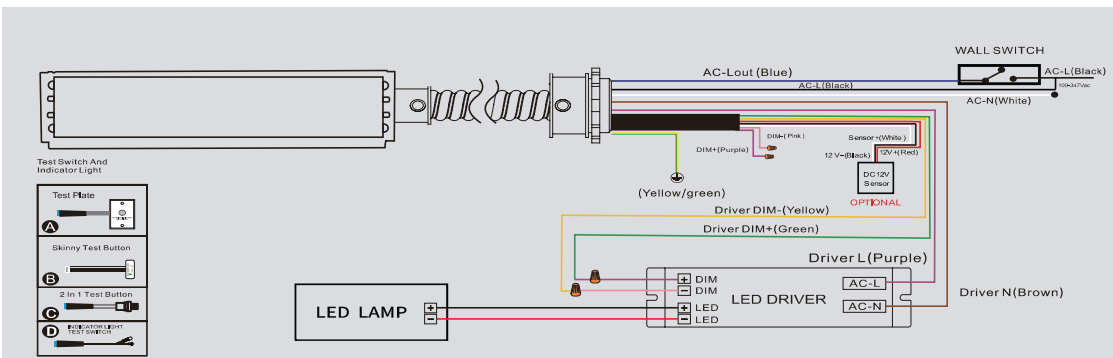 WALL SWITCH
AC-Lout (Blue)
AC-L(Black)
AC-L(Black)
100-347Vac
AC-N(White)
DIM-(Pink)
DIM+(Purple)
Sensor+(White)
12 V-(Black)
12V+(Red)
DC12V
Sensor
OPTIONAL
(Yellow/green)
Test Switch And
Indicator Light
Test Plate
A
Skinny Test Button
B
2 In 1 Test Button
C
INDICATOR LIGHT
TEST SWITCH
D
Driver DIM-(Yellow)
Driver DIM+(Green)
Driver L(Purple)
Driver N(Brown)
LED LAMP
+
−
+ DIM
− DIM
+ LED
− LED
LED DRIVER
AC-L
AC-N